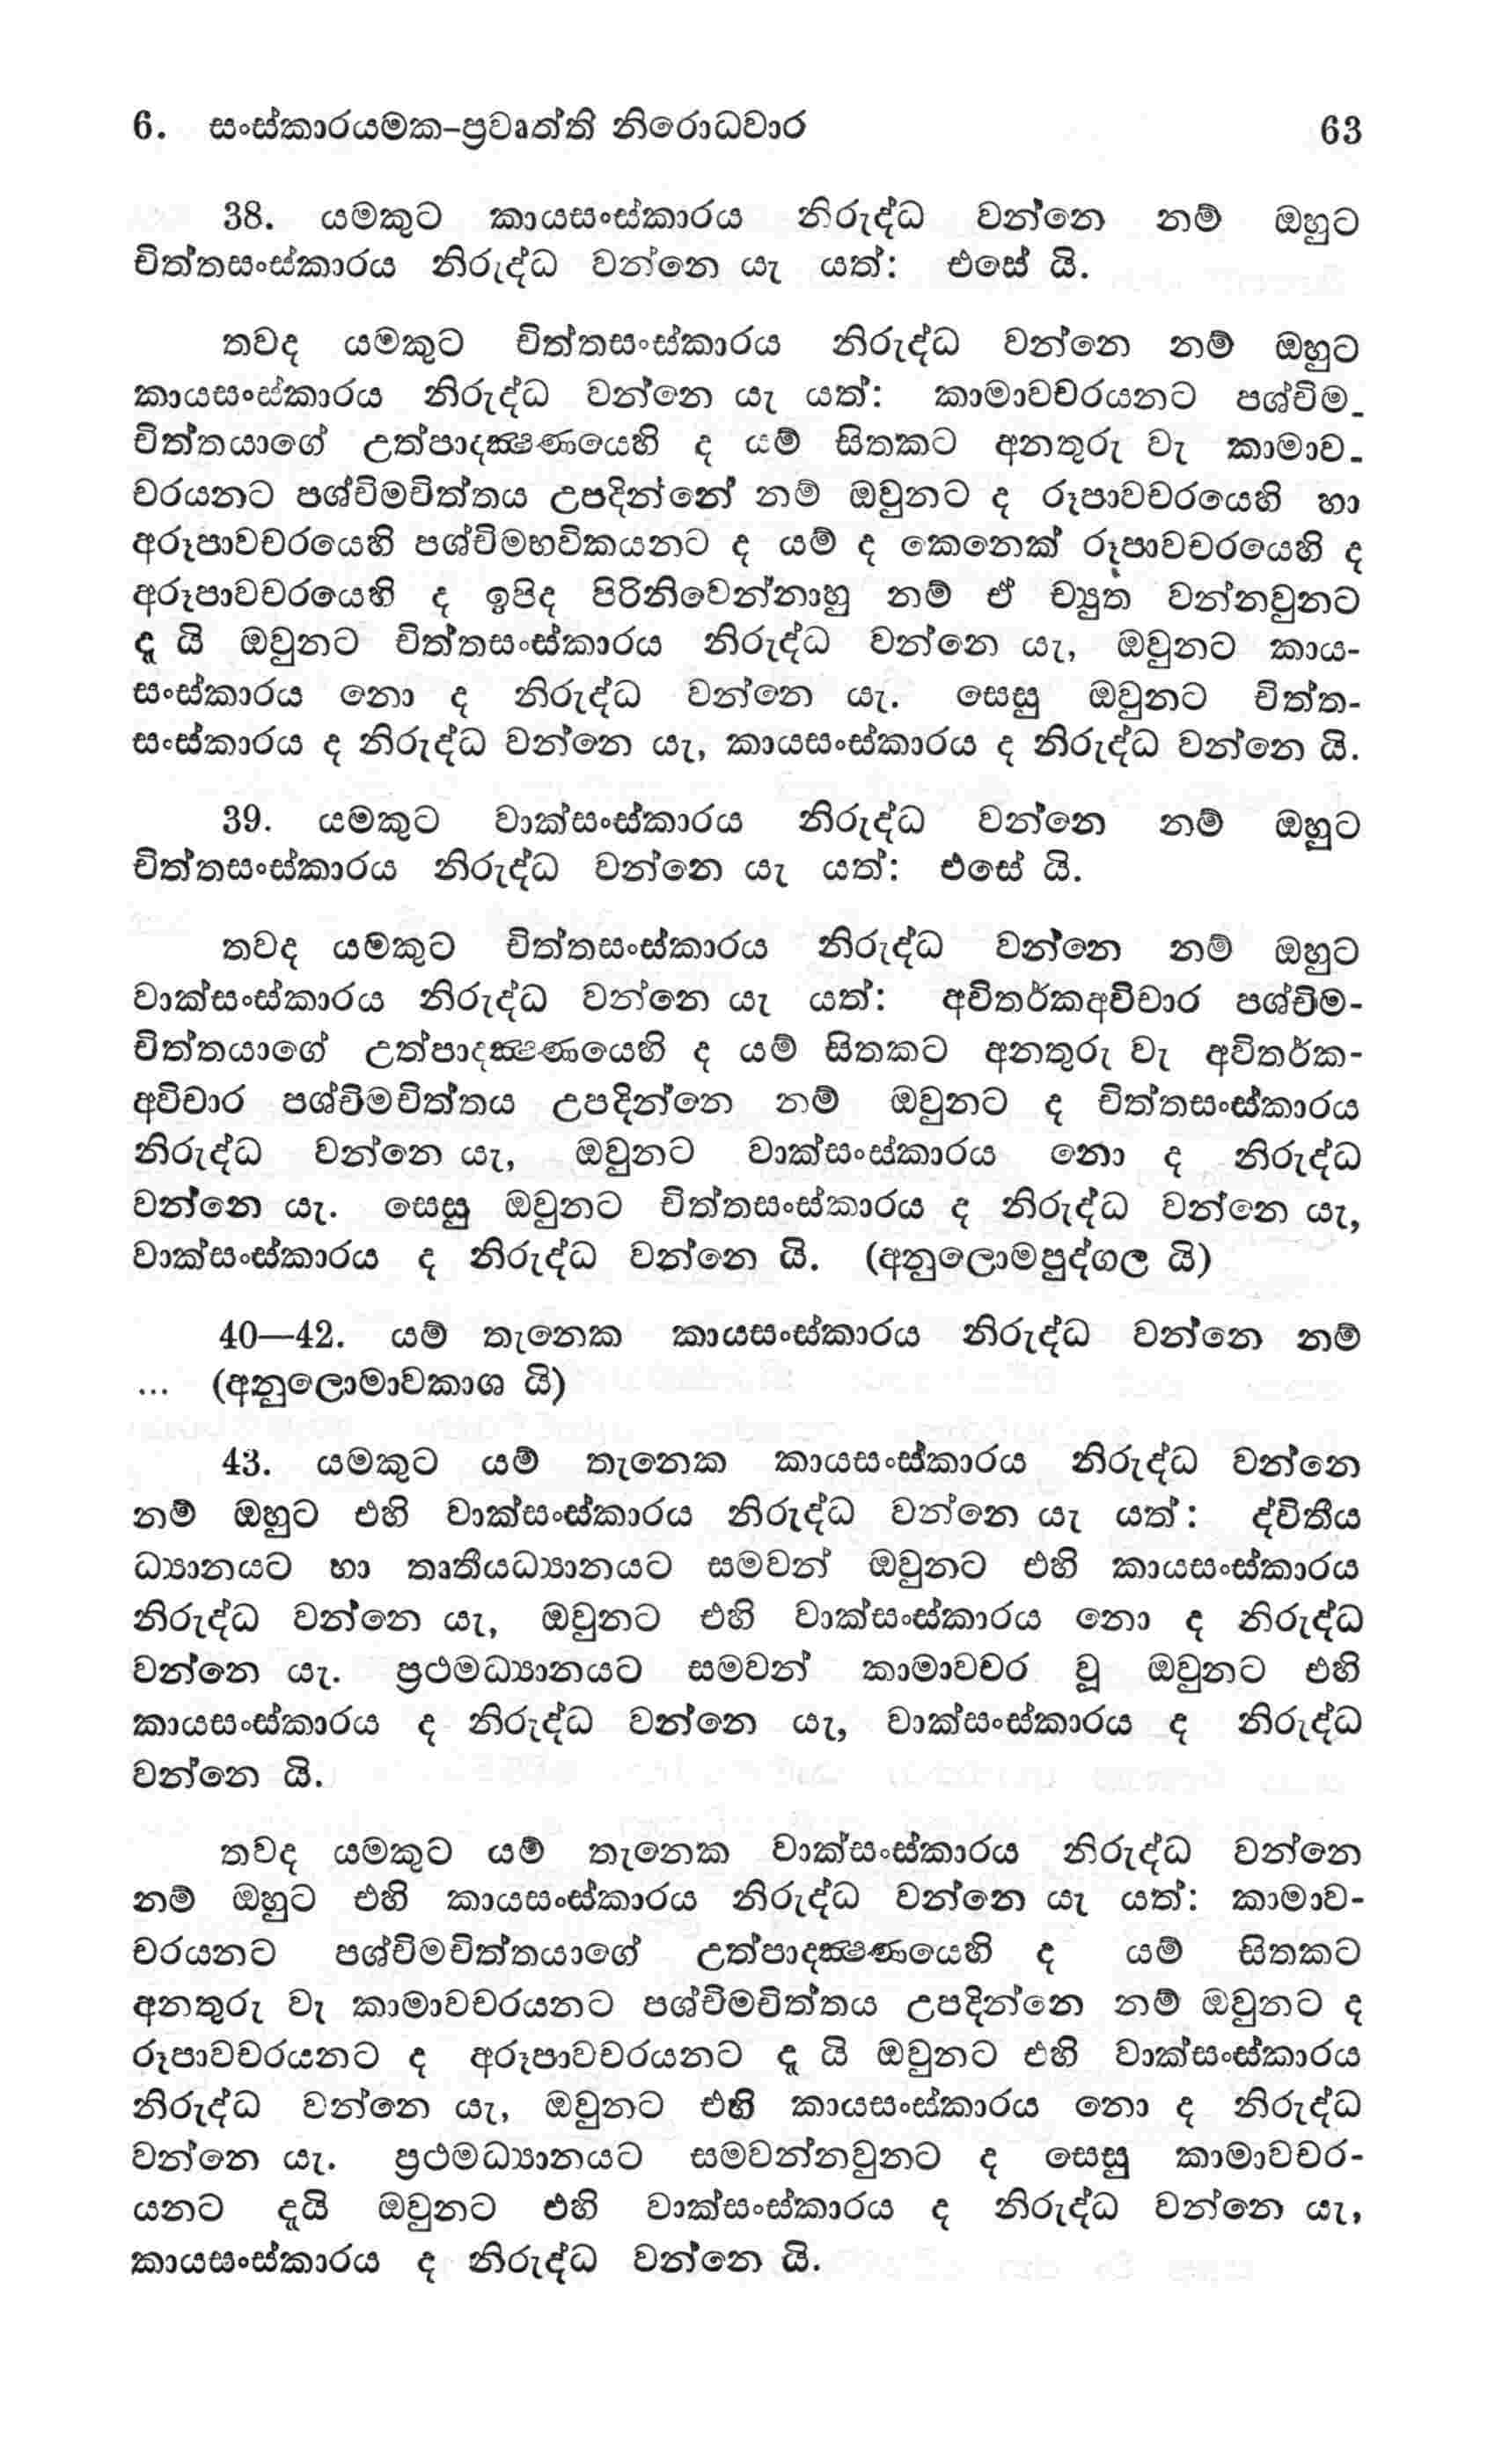 6. සංස්කාරයමක-ප්‍රවෘත්ති නිරොධවාර 63
38. යමකුට කායසංස්කාරය නිරුද්ධ වන්නෙ නම් ඔහුට
චිත්තසංස්කාරය නිරුද්ධ වන්නෙ යැ යත්: එසේ යි.
තවද යමකුට චිත්තසංස්කාරය නිරුද්ධ වන්නෙ නම් ඔහුට
කායසංස්කාරය නිරුද්ධ වන්නෙ යැ යත්: කාමාවචරයනට පශ්චිම-
චිත්තයාගේ උත්පාදක්‍ෂණයෙහි ද යම් සිතකට අනතුරු වැ කාමාව-
චරයනට පශ්චිමචිත්තය උපදින්නේ නම් ඔවුනට ද රූපාවචරයෙහි හා
අරූපාවචරයෙහි පශ්චිමභවිකයනට ද යම් ද කෙනෙක් රූපාවචරයෙහි ද
අරූපාවචරයෙහි ද ඉපිද පිරිනිවෙන්නාහු නම් ඒ ච්‍යුත වන්නවුනට
ද යි ඔවුනට චිත්තසංස්කාරය නිරුද්ධ වන්නෙ යැ, ඔවුනට කාය-
සංස්කාරය නො ද නිරුද්ධ වන්නෙ යැ. සෙසු ඔවුනට චිත්ත-
සංස්කාරය ද නිරුද්ධ වන්නෙ යැ, කායසංස්කාරය ද නිරුද්ධ වන්නෙ යි.
39. යමකුට වාක්සංස්කාරය නිරුද්ධ වන්නෙ නම් ඔහුට
චිත්තසංස්කාරය නිරුද්ධ වන්නෙ යැ යත්: එසේ යි.
තවද යමකුට චිත්තසංස්කාරය නිරුද්ධ වන්නෙ නම් ඔහුට
වාක්සංස්කාරය නිරුද්ධ වන්නෙ යැ යත්: අවිතර්කඅවිචාර පශ්චිම-
චිත්තයාගේ උත්පාදක්‍ෂණයෙහි ද යම් සිතකට අනතුරු වැ අවිතර්ක-
අවිචාර පශ්චිමචිත්තය උපදින්නෙ නම් ඔවුනට ද චිත්තසංස්කාරය
නිරුද්ධ වන්නෙ යැ, ඔවුනට වාක්සංස්කාරය නො ද නිරුද්ධ
වන්නෙ යැ. සෙසු ඔවුනට චිත්තසංස්කාරය ද නිරුද්ධ වන්නෙ යැ,
වාක්සංස්කාරය ද නිරුද්ධ වන්නෙ යි. (අනුලොමපුද්ගල යි)
40—42. යම් තැනෙක කායසංස්කාරය නිරුද්ධ වන්නෙ නම්
... (අනුලොමාවකාශ යි)
43. යමකුට යම් තැනෙක කායසංස්කාරය නිරුද්ධ වන්නෙ
නම් ඔහුට එහි වාක්සංස්කාරය නිරුද්ධ වන්නෙ යැ යත්: ද්විතීය
ධ්‍යානයට හා තෘතීයධ්‍යානයට සමවන් ඔවුනට එහි කායසංස්කාරය
නිරුද්ධ වන්නෙ යැ, ඔවුනට එහි වාක්සංස්කාරය නො ද නිරුද්ධ
වන්නෙ යැ. ප්‍රථමධ්‍යානයට සමවන් කාමාවචර වූ ඔවුනට එහි
කායසංස්කාරය ද නිරුද්ධ වන්නෙ යැ, වාක්සංස්කාරය ද නිරුද්ධ
වන්නෙ යි.
තවද යමකුට යම් තැනෙක වාක්සංස්කාරය නිරුද්ධ වන්නෙ
නම් ඔහුට එහි කායසංස්කාරය නිරුද්ධ වන්නෙ යැ යත්: කාමාව-
චරයනට පශ්චිමචිත්තයාගේ උත්පාදක්‍ෂණයෙහි ද යම් සිතකට
අනතුරු වැ කාමාවචරයනට පශ්චිමචිත්තය උපදින්නෙ නම් ඔවුනට ද
රූපාවචරයනට ද අරූපාවචරයනට ද යි ඔවුනට එහි වාක්සංස්කාරය
නිරුද්ධ වන්නෙ යැ, ඔවුනට එහි කායසංස්කාරය නො ද නිරුද්ධ
වන්නෙ යැ. ප්‍රථමධ්‍යානයට සමවන්නවුනට ද සෙසු කාමාවචර-
යනට දැයි ඔවුනට එහි වාක්සංස්කාරය ද නිරුද්ධ වන්නෙ යැ,
කායසංස්කාරය ද නිරුද්ධ වන්නෙ යි.